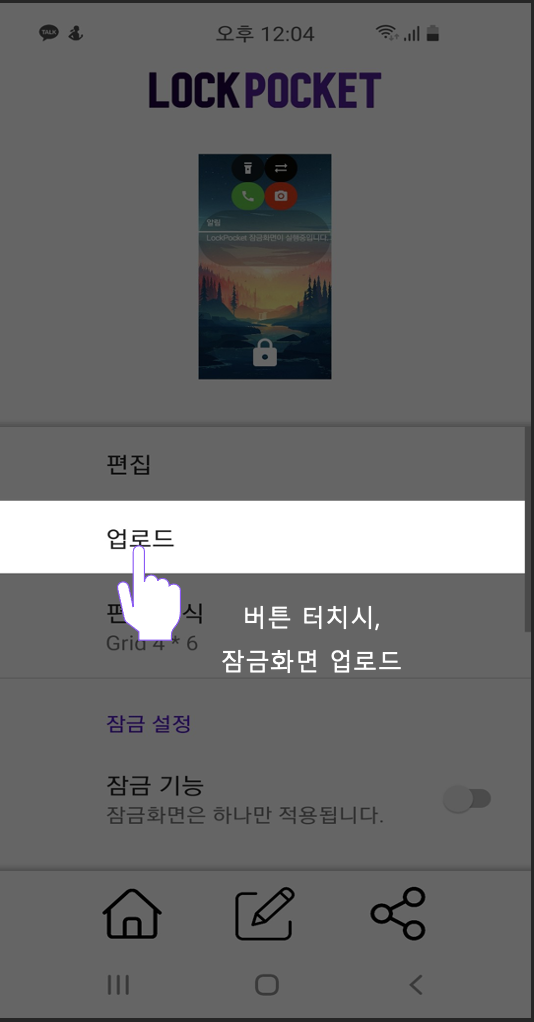 TALK
오후 12:04
LOCKPOCKET
알림
LockPocket 잠금화면이 실행중입니다.
편집
업로드
편 식
Grid 4 * 6
버튼 터치시,
잠금화면 업로드
잠금 설정
잠금 기능
잠금화면은 하나만 적용됩니다.